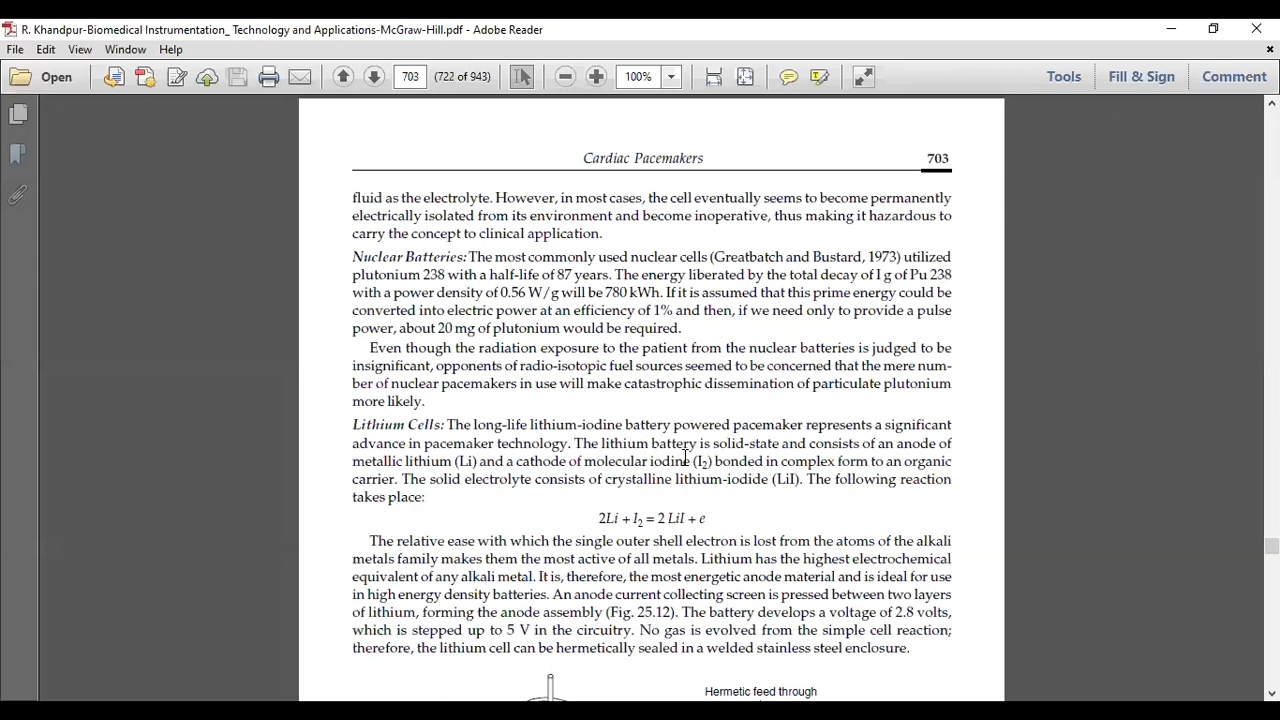 R. Khandpur-Biomedical Instrumentation_ Technology and Applications-McGraw-Hill.pdf - Adobe Reader
File Edit View Window Help
Open 703 (722 of 943) 100% Tools Fill & Sign Comment
Cardiac Pacemakers 703
fluid as the electrolyte. However, in most cases, the cell eventually seems to become permanently
electrically isolated from its environment and become inoperative, thus making it hazardous to
carry the concept to clinical application.
Nuclear Batteries: The most commonly used nuclear cells (Greatbatch and Bustard, 1973) utilized
plutonium 238 with a half-life of 87 years. The energy liberated by the total decay of I g of Pu 238
with a power density of 0.56 W/g will be 780 kWh. If it is assumed that this prime energy could be
converted into electric power at an efficiency of 1% and then, if we need only to provide a pulse
power, about 20 mg of plutonium would be required.
Even though the radiation exposure to the patient from the nuclear batteries is judged to be
insignificant, opponents of radio-isotopic fuel sources seemed to be concerned that the mere num-
ber of nuclear pacemakers in use will make catastrophic dissemination of particulate plutonium
more likely.
Lithium Cells: The long-life lithium-iodine battery powered pacemaker represents a significant
advance in pacemaker technology. The lithium battery is solid-state and consists of an anode of
metallic lithium (Li) and a cathode of molecular iodine (I₂) bonded in complex form to an organic
carrier. The solid electrolyte consists of crystalline lithium-iodide (LiI). The following reaction
takes place:
2Li + I₂ = 2 LiI + e
The relative ease with which the single outer shell electron is lost from the atoms of the alkali
metals family makes them the most active of all metals. Lithium has the highest electrochemical
equivalent of any alkali metal. It is, therefore, the most energetic anode material and is ideal for use
in high energy density batteries. An anode current collecting screen is pressed between two layers
of lithium, forming the anode assembly (Fig. 25.12). The battery develops a voltage of 2.8 volts,
which is stepped up to 5 V in the circuitry. No gas is evolved from the simple cell reaction;
therefore, the lithium cell can be hermetically sealed in a welded stainless steel enclosure.
Hermetic feed through